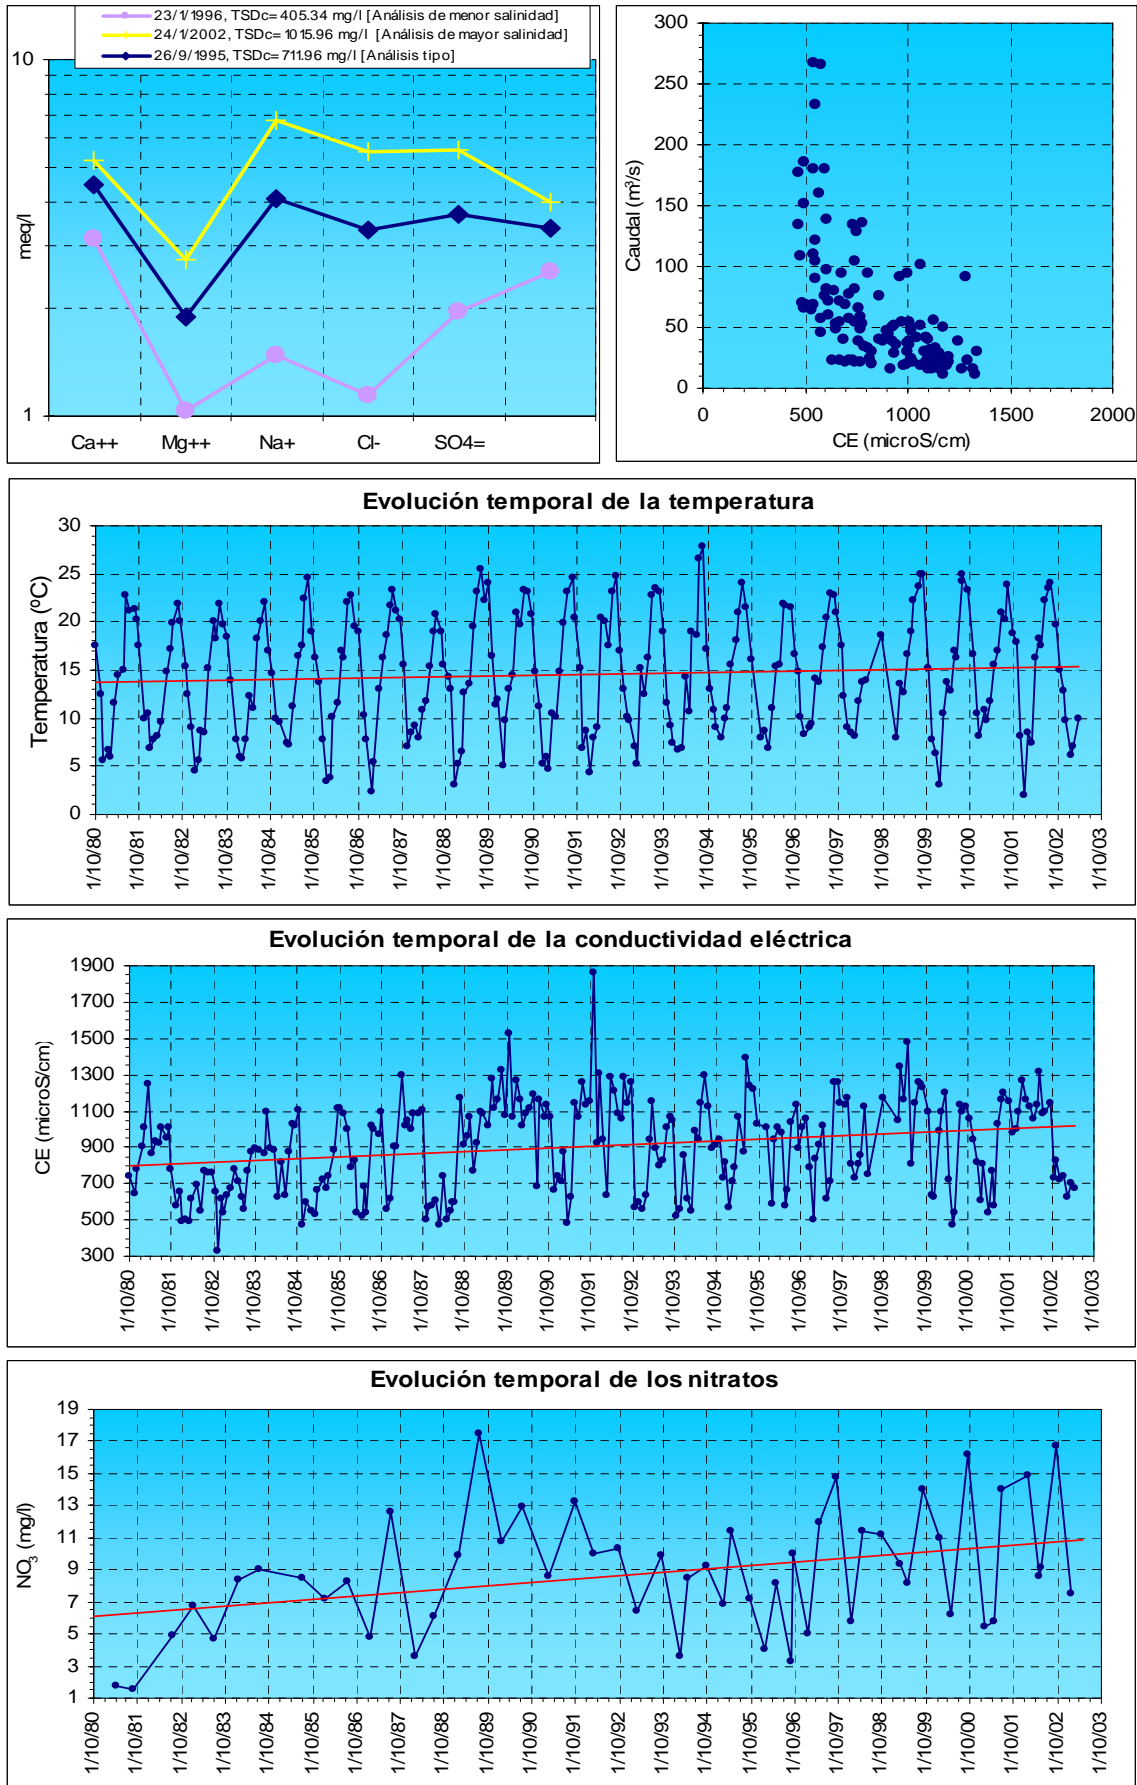 23/1/1996, TSDc= 405.34 mg/l [Análisis de menor salinidad]
24/1/2002, TSDc= 1015.96 mg/l [Análisis de mayor salinidad]
26/9/1995, TSDc= 711.96 mg/l [Análisis tipo]
10
1
meq/l
Ca++ Mg++ Na+ Cl- SO4=
300
250
200
150
100
50
0
Caudal (m³/s)
0 500 1000 1500 2000
CE (microS/cm)
Evolución temporal de la temperatura
30
25
20
15
10
5
0
Temperatura (ºC)
1/10/80 1/10/81 1/10/82 1/10/83 1/10/84 1/10/85 1/10/86 1/10/87 1/10/88 1/10/89 1/10/90 1/10/91 1/10/92 1/10/93 1/10/94 1/10/95 1/10/96 1/10/97 1/10/98 1/10/99 1/10/00 1/10/01 1/10/02 1/10/03
Evolución temporal de la conductividad eléctrica
1900
1700
1500
1300
1100
900
700
500
300
CE (microS/cm)
1/10/80 1/10/81 1/10/82 1/10/83 1/10/84 1/10/85 1/10/86 1/10/87 1/10/88 1/10/89 1/10/90 1/10/91 1/10/92 1/10/93 1/10/94 1/10/95 1/10/96 1/10/97 1/10/98 1/10/99 1/10/00 1/10/01 1/10/02 1/10/03
Evolución temporal de los nitratos
19
17
15
13
11
9
7
5
3
1
NO₃ (mg/l)
1/10/80 1/10/81 1/10/82 1/10/83 1/10/84 1/10/85 1/10/86 1/10/87 1/10/88 1/10/89 1/10/90 1/10/91 1/10/92 1/10/93 1/10/94 1/10/95 1/10/96 1/10/97 1/10/98 1/10/99 1/10/00 1/10/01 1/10/02 1/10/03